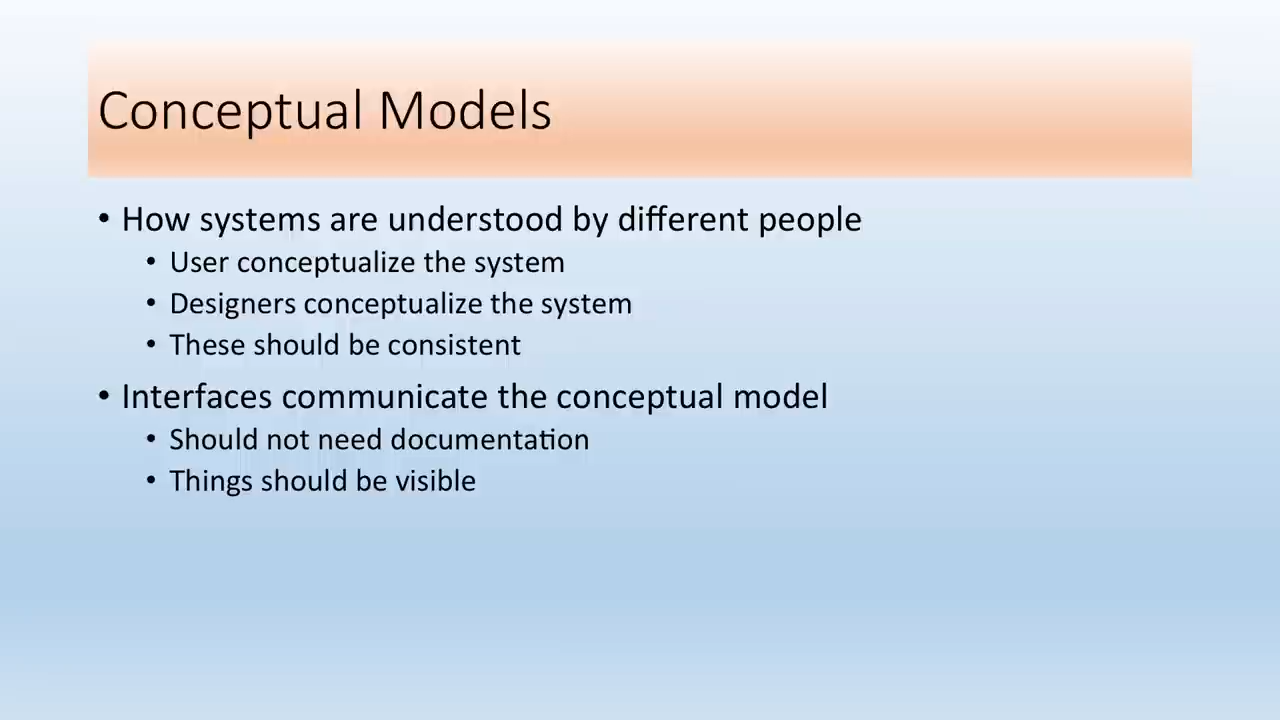 Conceptual Models
• How systems are understood by different people
• User conceptualize the system
• Designers conceptualize the system
• These should be consistent
• Interfaces communicate the conceptual model
• Should not need documentation
• Things should be visible